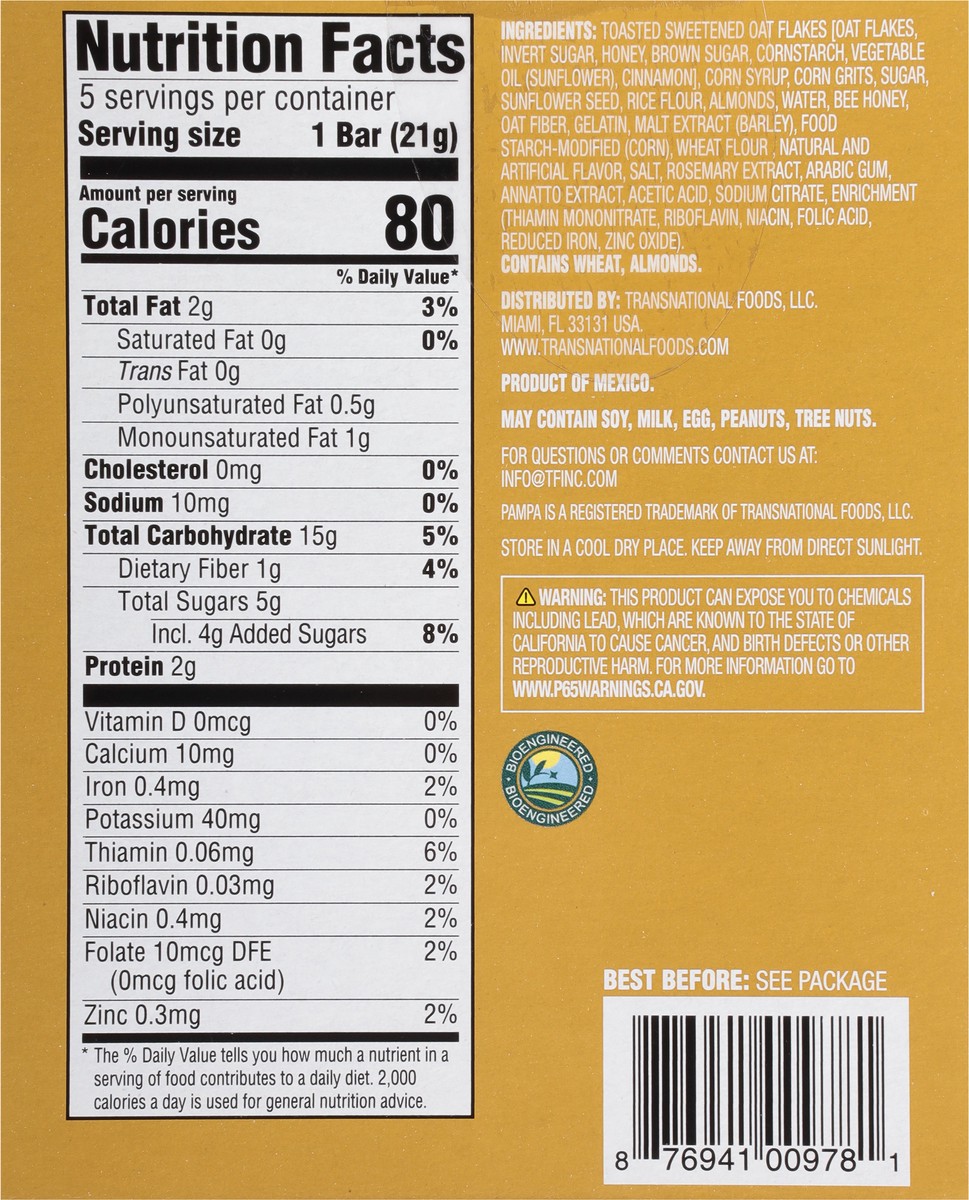 Nutrition Facts
5 servings per container
Serving size 1 Bar (21g)
Amount per serving
Calories 80
% Daily Value*
Total Fat 2g 3%
Saturated Fat 0g 0%
Trans Fat 0g
Polyunsaturated Fat 0.5g
Monounsaturated Fat 1g
Cholesterol 0mg 0%
Sodium 10mg 0%
Total Carbohydrate 15g 5%
Dietary Fiber 1g 4%
Total Sugars 5g
Incl. 4g Added Sugars 8%
Protein 2g
Vitamin D 0mcg 0%
Calcium 10mg 0%
Iron 0.4mg 2%
Potassium 40mg 0%
Thiamin 0.06mg 6%
Riboflavin 0.03mg 2%
Niacin 0.4mg 2%
Folate 10mcg DFE 2%
(0mcg folic acid)
Zinc 0.3mg 2%
* The % Daily Value tells you how much a nutrient in a
serving of food contributes to a daily diet. 2,000
calories a day is used for general nutrition advice.
INGREDIENTS: TOASTED SWEETENED OAT FLAKES [OAT FLAKES,
INVERT SUGAR, HONEY, BROWN SUGAR, CORNSTARCH, VEGETABLE
OIL (SUNFLOWER), CINNAMON], CORN SYRUP, CORN GRITS, SUGAR,
SUNFLOWER SEED, RICE FLOUR, ALMONDS, WATER, BEE HONEY,
OAT FIBER, GELATIN, MALT EXTRACT (BARLEY), FOOD
STARCH-MODIFIED (CORN), WHEAT FLOUR , NATURAL AND
ARTIFICIAL FLAVOR, SALT, ROSEMARY EXTRACT, ARABIC GUM,
ANNATTO EXTRACT, ACETIC ACID, SODIUM CITRATE, ENRICHMENT
(THIAMIN MONONITRATE, RIBOFLAVIN, NIACIN, FOLIC ACID,
REDUCED IRON, ZINC OXIDE).
CONTAINS WHEAT, ALMONDS.
DISTRIBUTED BY: TRANSNATIONAL FOODS, LLC.
MIAMI, FL 33131 USA.
WWW.TRANSNATIONALFOODS.COM
PRODUCT OF MEXICO.
MAY CONTAIN SOY, MILK, EGG, PEANUTS, TREE NUTS.
FOR QUESTIONS OR COMMENTS CONTACT US AT:
INFO@TFINC.COM
PAMPA IS A REGISTERED TRADEMARK OF TRANSNATIONAL FOODS, LLC.
STORE IN A COOL DRY PLACE. KEEP AWAY FROM DIRECT SUNLIGHT.
WARNING: THIS PRODUCT CAN EXPOSE YOU TO CHEMICALS
INCLUDING LEAD, WHICH ARE KNOWN TO THE STATE OF
CALIFORNIA TO CAUSE CANCER, AND BIRTH DEFECTS OR OTHER
REPRODUCTIVE HARM. FOR MORE INFORMATION GO TO
WWW.P65WARNINGS.CA.GOV.
BIOENGINEERED
BIOENGINEERED
BEST BEFORE: SEE PACKAGE
8 76941 00978 1